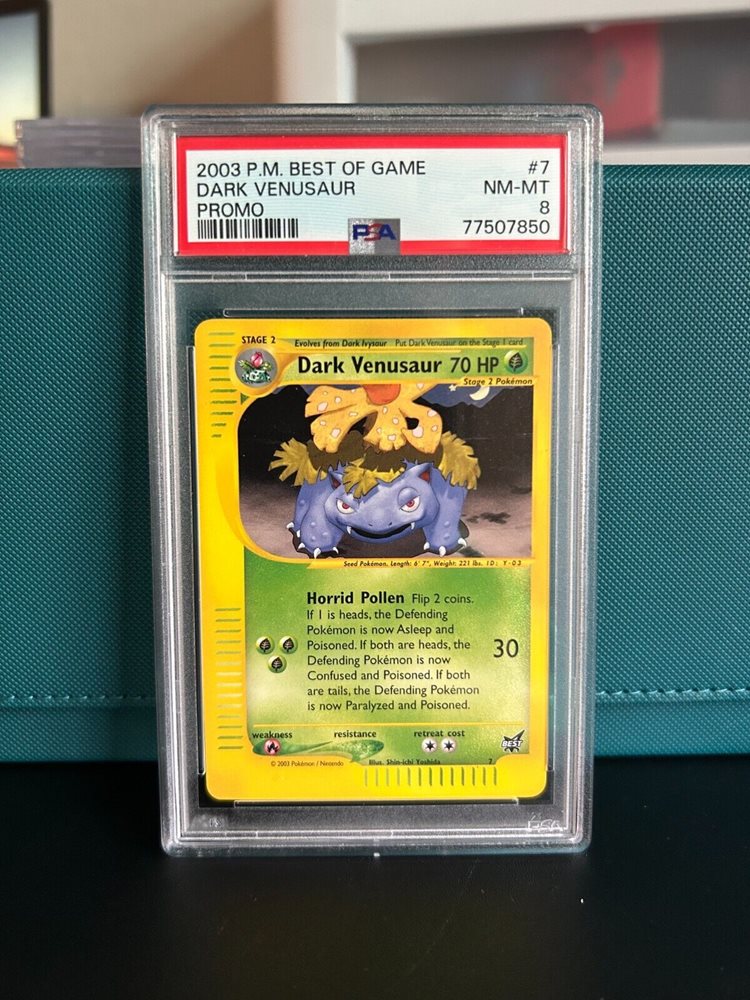 2003 P.M. BEST OF GAME #7
DARK VENUSAUR NM-MT
PROMO 8
PSA 77507850
STAGE 2 Evolves from Dark Ivysaur Put Dark Venusaur on the Stage 1 card
Dark Venusaur 70 HP
Stage 2 Pokémon
Seed Pokémon. Length: 6' 7", Weight: 221 lbs. ID: Y-03
Horrid Pollen Flip 2 coins.
If 1 is heads, the Defending
Pokémon is now Asleep and
Poisoned. If both are heads, the 30
Defending Pokémon is now
Confused and Poisoned. If both
are tails, the Defending Pokémon
is now Paralyzed and Poisoned.
weakness resistance retreat cost
BEST
© 2003 Pokémon / Nintendo Illus. Shin-ichi Yoshida 7
PSA